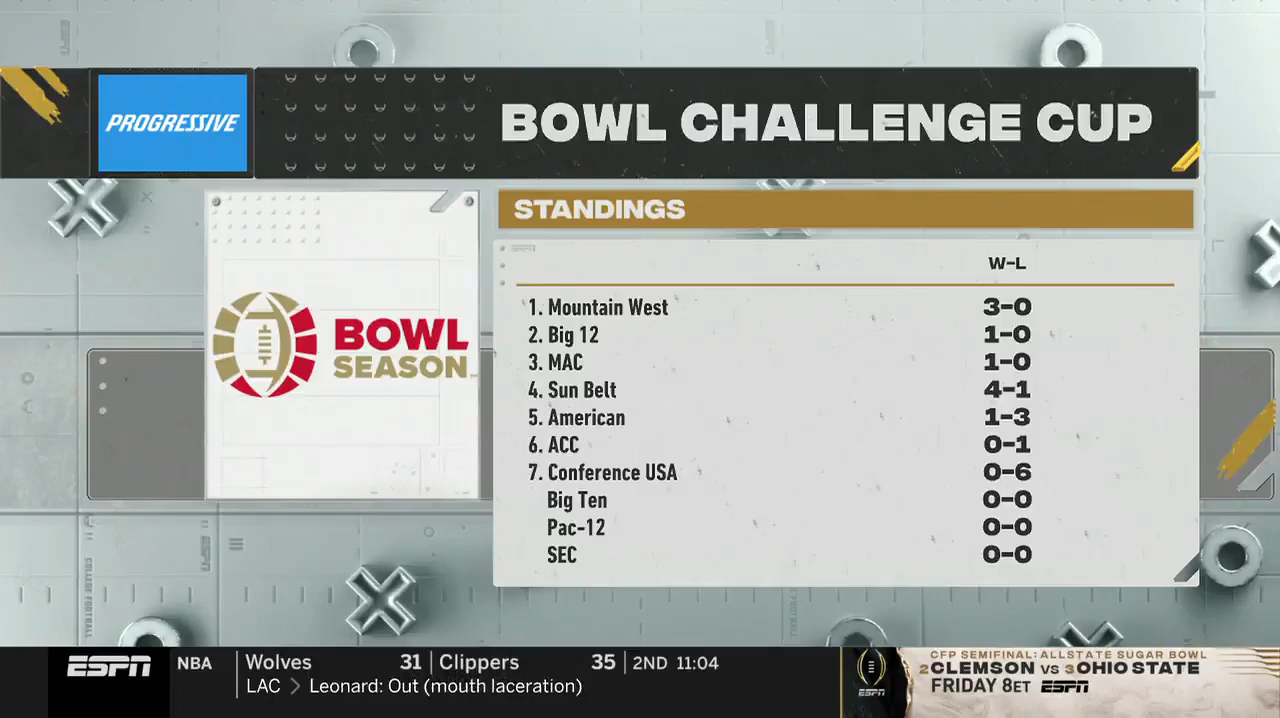 PROGRESSIVE
BOWL CHALLENGE CUP
STANDINGS
BOWL
SEASON
W-L
1. Mountain West 3-0
2. Big 12 1-0
3. MAC 1-0
4. Sun Belt 4-1
5. American 1-3
6. ACC 0-1
7. Conference USA 0-6
Big Ten 0-0
Pac-12 0-0
SEC 0-0
COLLEGE FOOTBALL
ESPN NBA Wolves 31 Clippers 35 2ND 11:04
LAC > Leonard: Out (mouth laceration)
ESPN
CFP SEMIFINAL: ALLSTATE SUGAR BOWL
2 CLEMSON VS 3 OHIO STATE
FRIDAY 8ET ESPN